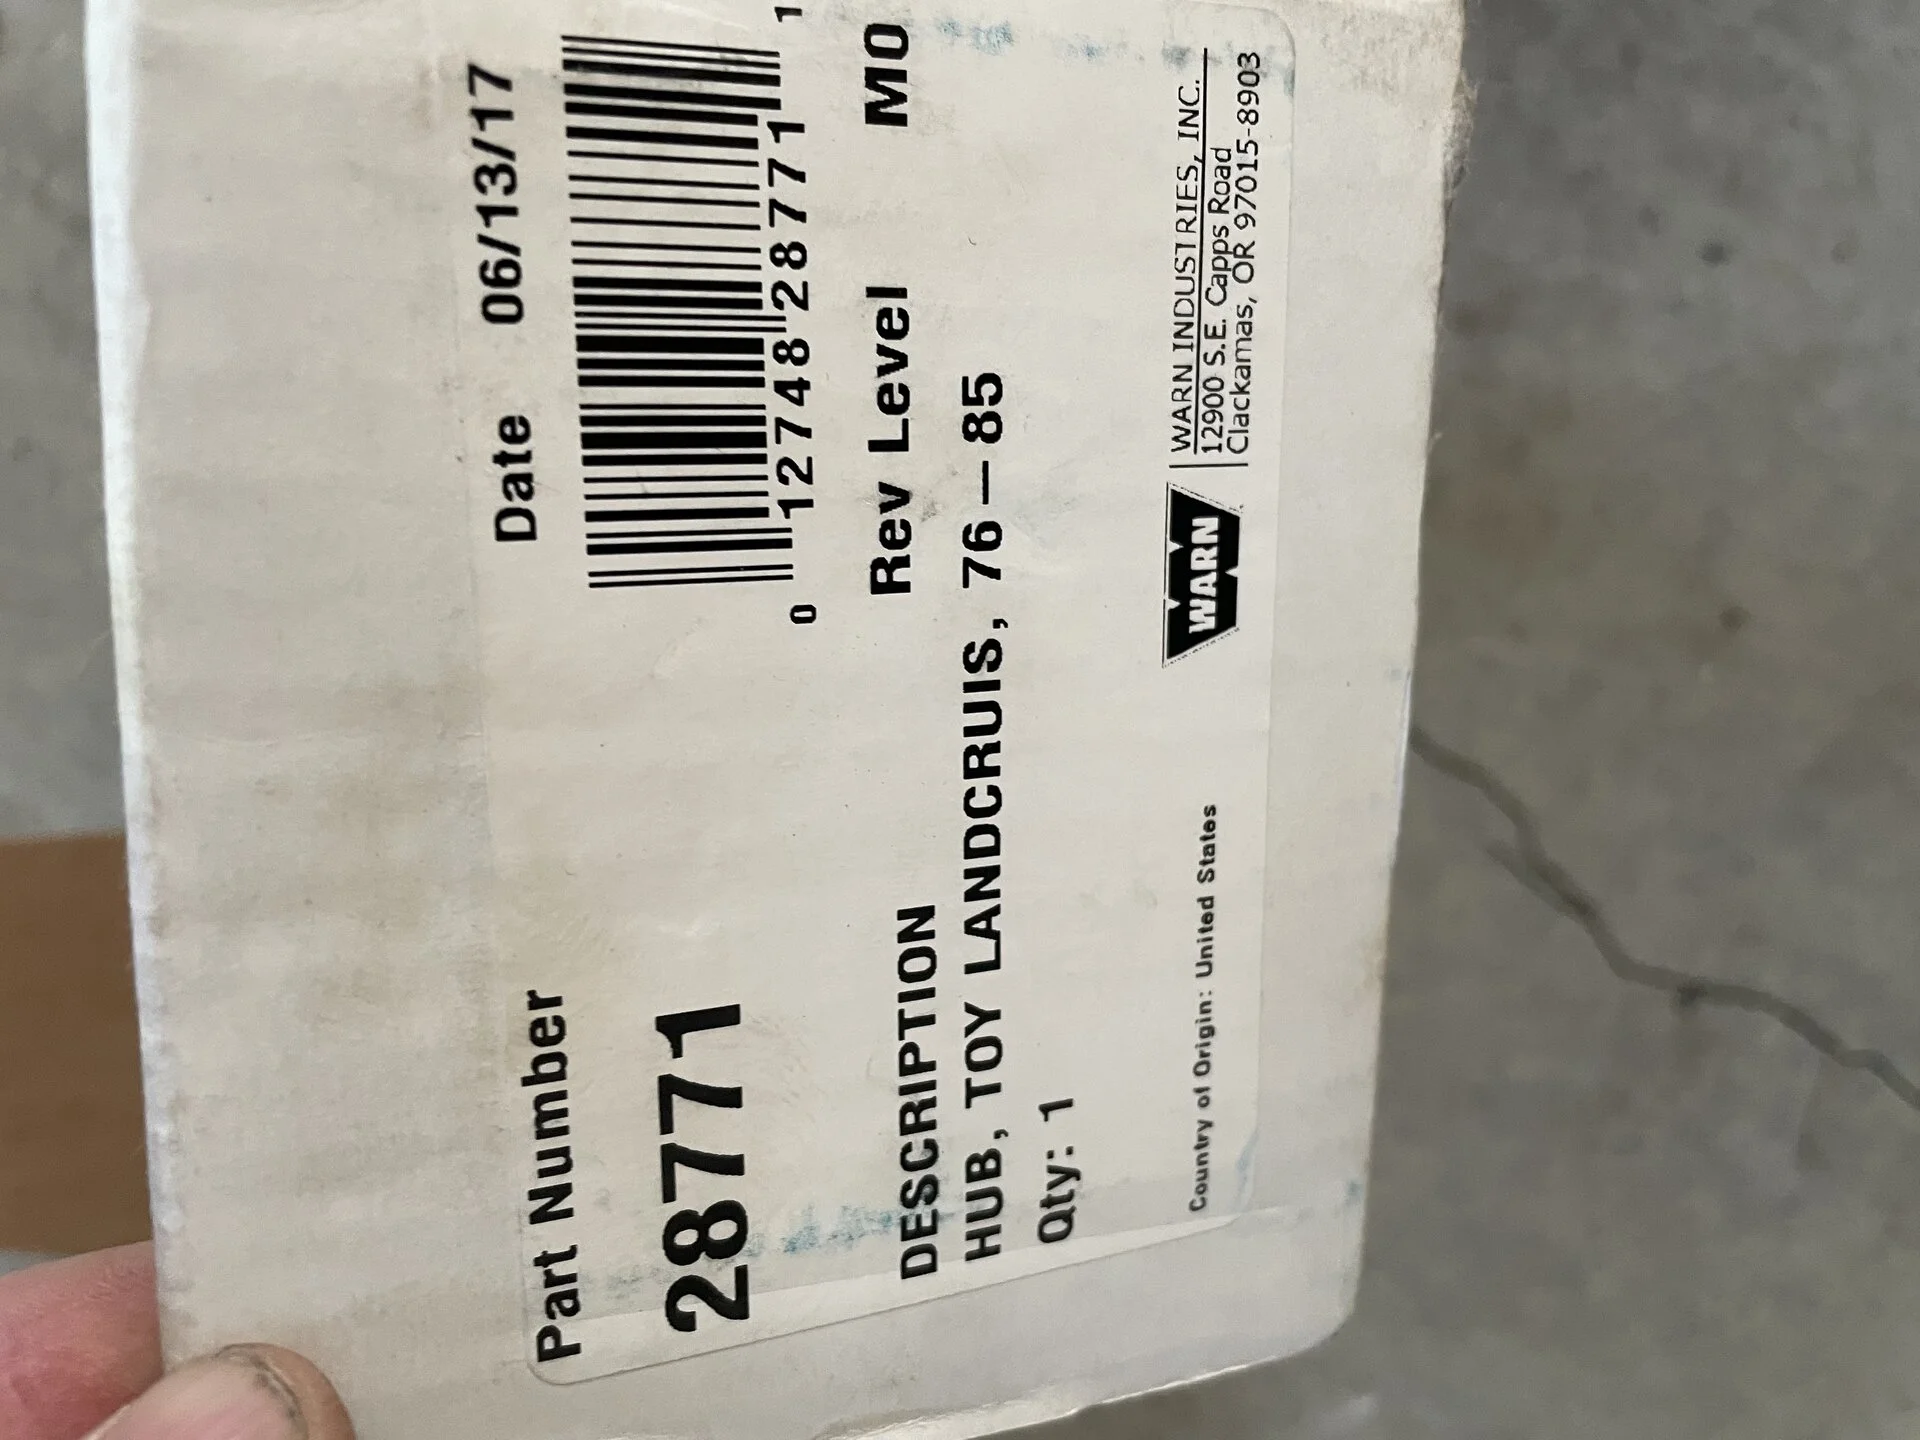 Part Number
Date 06/13/17
28771
0 12748 28771 1
Rev Level M0
DESCRIPTION
HUB, TOY LANDCRUIS, 76 – 85
Qty: 1
Country of Origin: United States
WARN
WARN INDUSTRIES, INC.
12900 S.E. Capps Road
Clackamas, OR 97015-8903